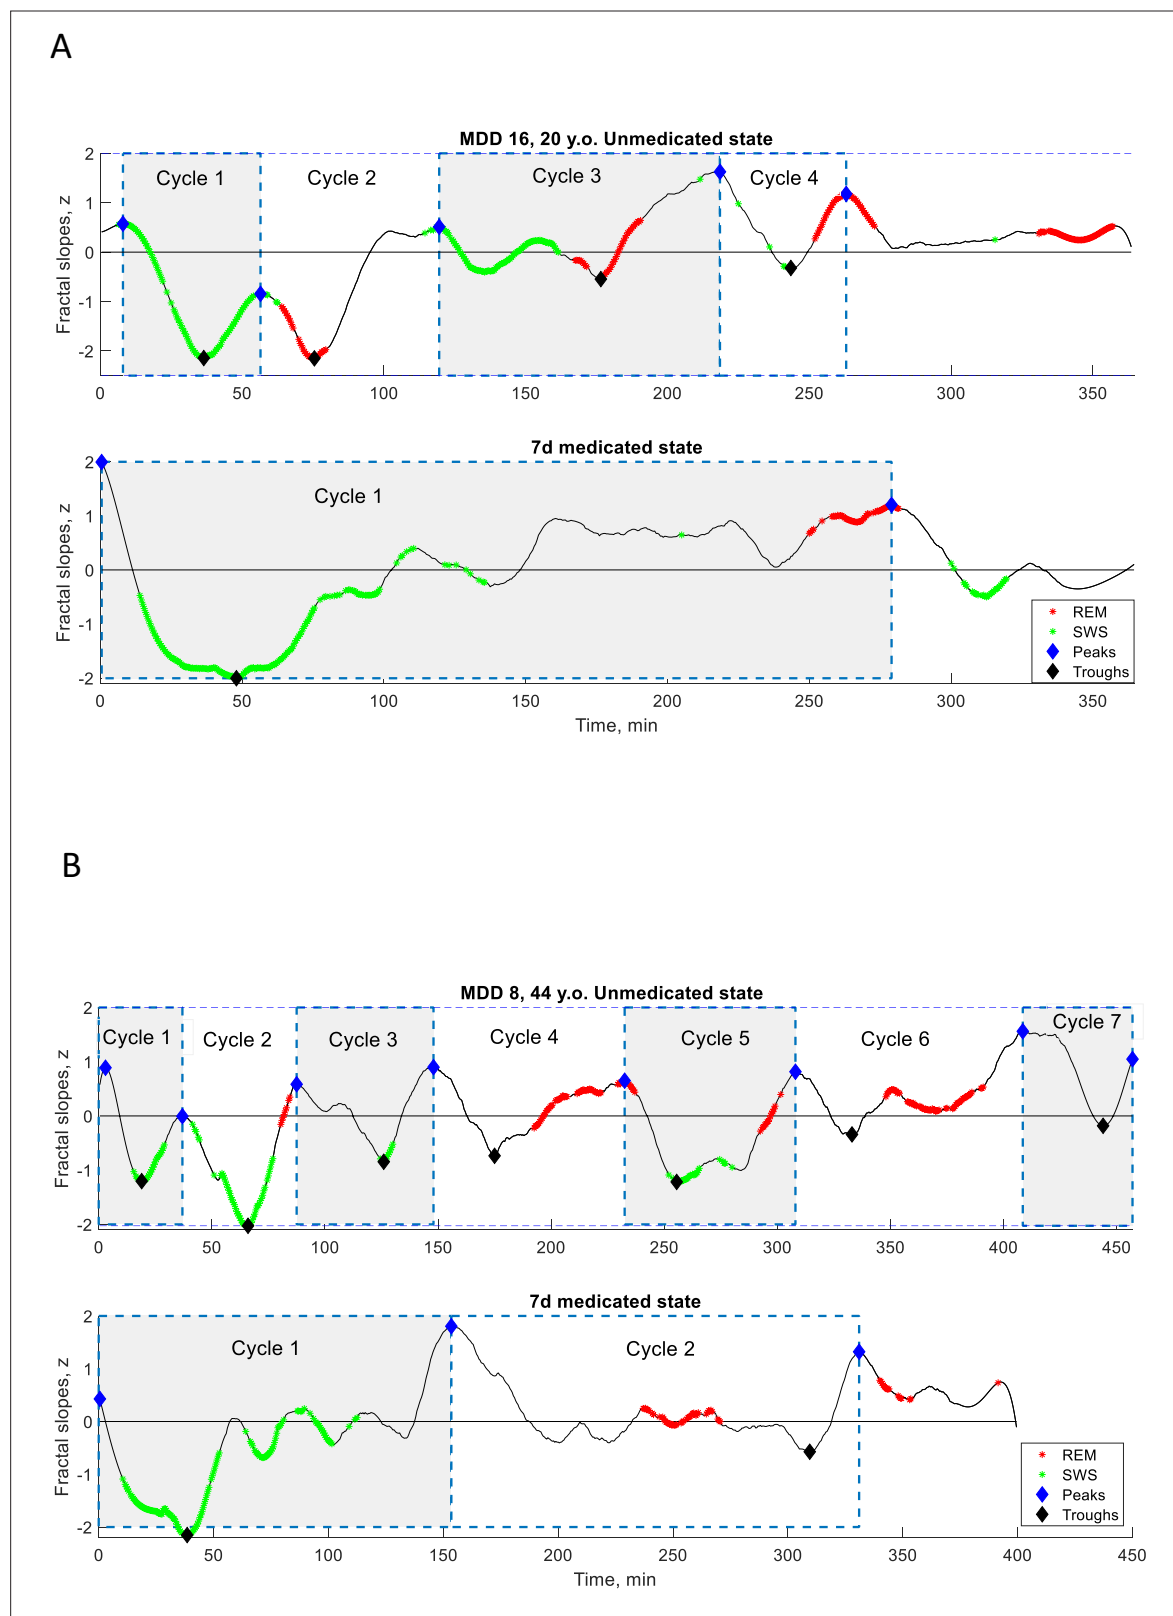 A
MDD 16, 20 y.o. Unmedicated state
Fractal slopes, z
2
1
0
-1
-2
Cycle 1
Cycle 2
Cycle 3
Cycle 4
0 50 100 150 200 250 300 350
7d medicated state
Fractal slopes, z
2
1
0
-1
-2
Cycle 1
REM
SWS
Peaks
Troughs
0 50 100 150 200 250 300 350
Time, min
B
MDD 8, 44 y.o. Unmedicated state
Fractal slopes, z
2
1
0
-1
-2
Cycle 1
Cycle 2
Cycle 3
Cycle 4
Cycle 5
Cycle 6
Cycle 7
0 50 100 150 200 250 300 350 400 450
7d medicated state
Fractal slopes, z
2
1
0
-1
-2
Cycle 1
Cycle 2
REM
SWS
Peaks
Troughs
0 50 100 150 200 250 300 350 400 450
Time, min